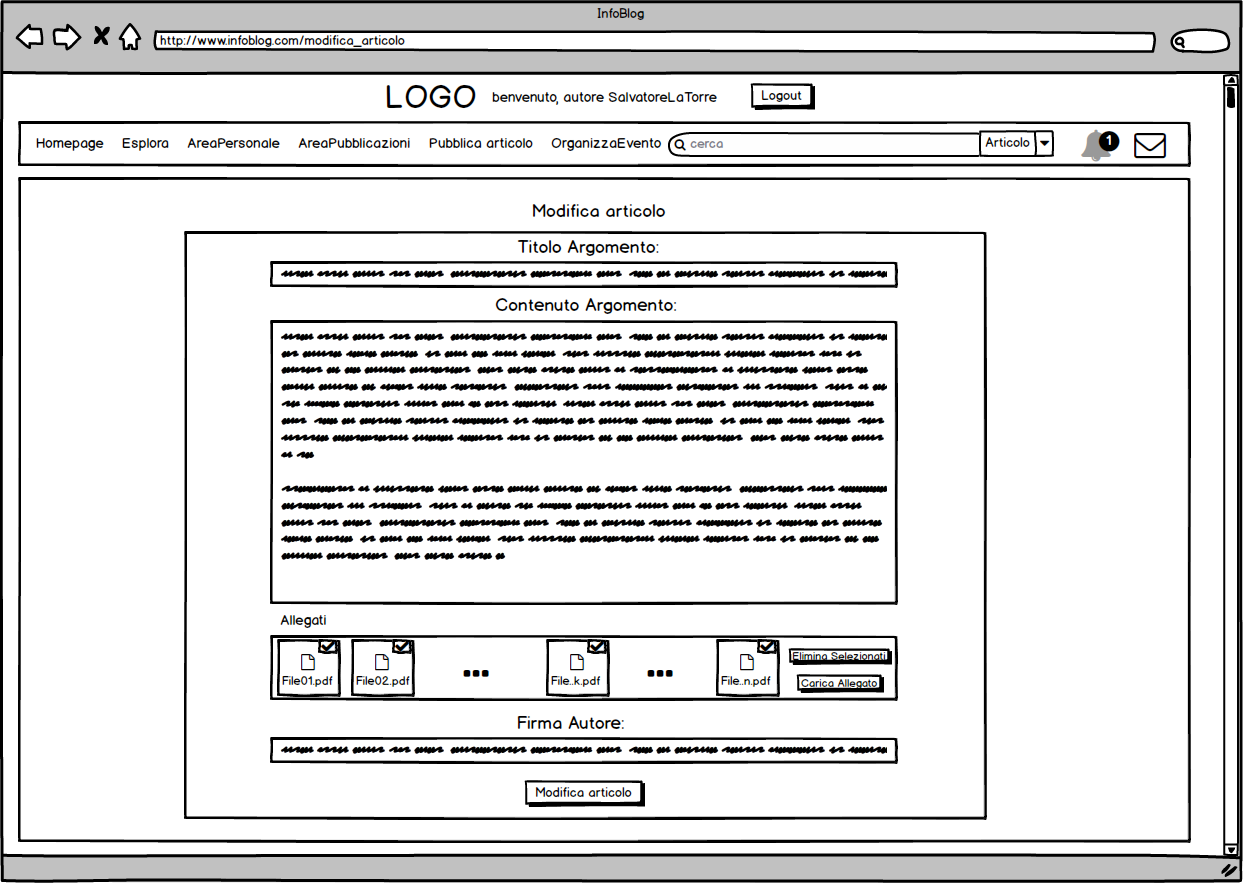 InfoBlog
http://www.infoblog.com/modifica_articolo
LOGO benvenuto, autore SalvatoreLaTorre Logout
Homepage Esplora AreaPersonale AreaPubblicazioni Pubblica articolo OrganizzaEvento cerca Articolo 1
Modifica articolo
Titolo Argomento:
Contenuto Argomento:
Allegati
Elimina Selezionati
File01.pdf File02.pdf ... File..k.pdf ... File..n.pdf
Carica Allegato
Firma Autore:
Modifica articolo